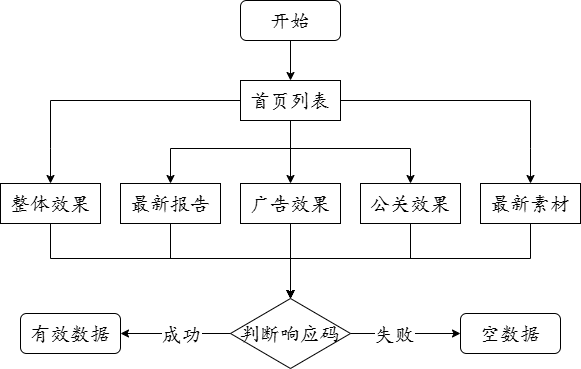 开始
首页列表
整体效果
最新报告
广告效果
公关效果
最新素材
有效数据
成功
判断响应码
失败
空数据